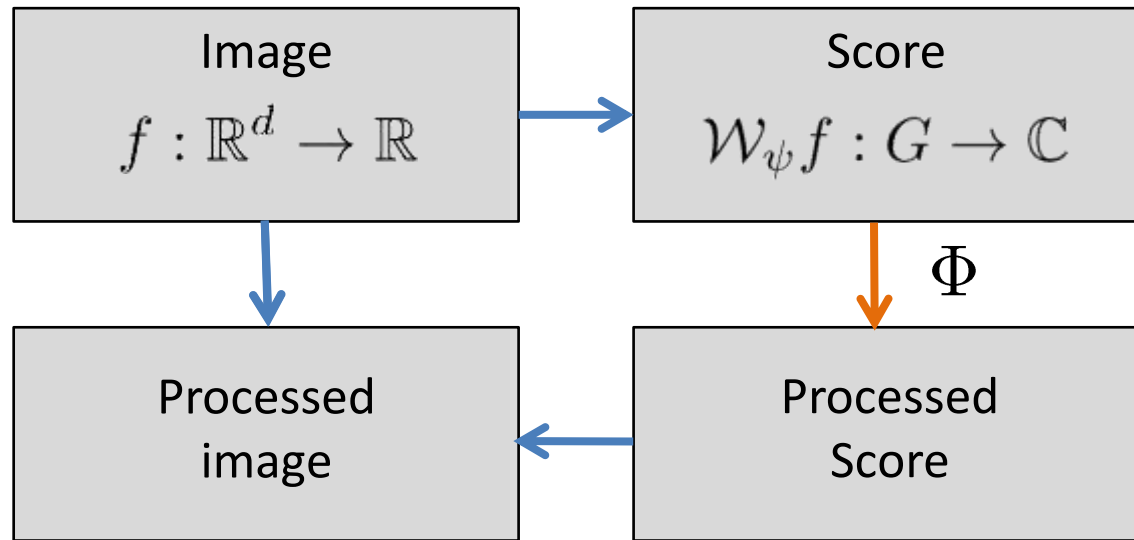 Image
f : ℝ^d → ℝ
Score
𝒲_ψ f : G → ℂ
Φ
Processed
image
Processed
Score